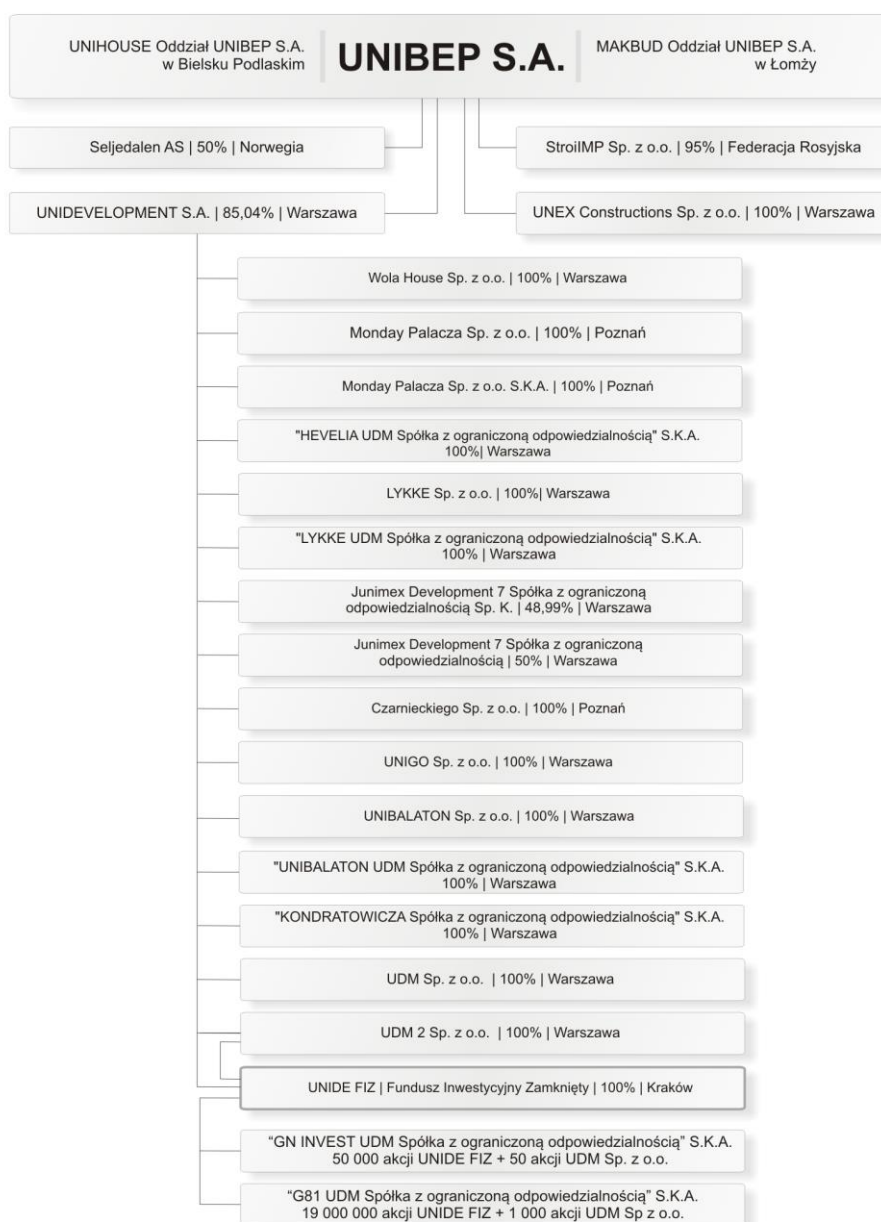 UNIHOUSE Oddział UNIBEP S.A.
w Bielsku Podlaskim
UNIBEP S.A.
MAKBUD Oddział UNIBEP S.A.
w Łomży
Seljedalen AS | 50% | Norwegia
StroiIMP Sp. z o.o. | 95% | Federacja Rosyjska
UNIDEVELOPMENT S.A. | 85,04% | Warszawa
UNEX Constructions Sp. z o.o. | 100% | Warszawa
Wola House Sp. z o.o. | 100% | Warszawa
Monday Palacza Sp. z o.o. | 100% | Poznań
Monday Palacza Sp. z o.o. S.K.A. | 100% | Poznań
"HEVELIA UDM Spółka z ograniczoną odpowiedzialnością" S.K.A.
100%| Warszawa
LYKKE Sp. z o.o. | 100%| Warszawa
"LYKKE UDM Spółka z ograniczoną odpowiedzialnością" S.K.A.
100% | Warszawa
Junimex Development 7 Spółka z ograniczoną
odpowiedzialnością Sp. K. | 48,99% | Warszawa
Junimex Development 7 Spółka z ograniczoną
odpowiedzialnością | 50% | Warszawa
Czarnieckiego Sp. z o.o. | 100% | Poznań
UNIGO Sp. z o.o. | 100% | Warszawa
UNIBALATON Sp. z o.o. | 100% | Warszawa
"UNIBALATON UDM Spółka z ograniczoną odpowiedzialnością" S.K.A.
100% | Warszawa
"KONDRATOWICZA Spółka z ograniczoną odpowiedzialnością" S.K.A.
100% | Warszawa
UDM Sp. z o.o. | 100% | Warszawa
UDM 2 Sp. z o.o. | 100% | Warszawa
UNIDE FIZ | Fundusz Inwestycyjny Zamknięty | 100% | Kraków
“GN INVEST UDM Spółka z ograniczoną odpowiedzialnością” S.K.A.
50 000 akcji UNIDE FIZ + 50 akcji UDM Sp. z o.o.
“G81 UDM Spółka z ograniczoną odpowiedzialnością” S.K.A.
19 000 000 akcji UNIDE FIZ + 1 000 akcji UDM Sp z o.o.